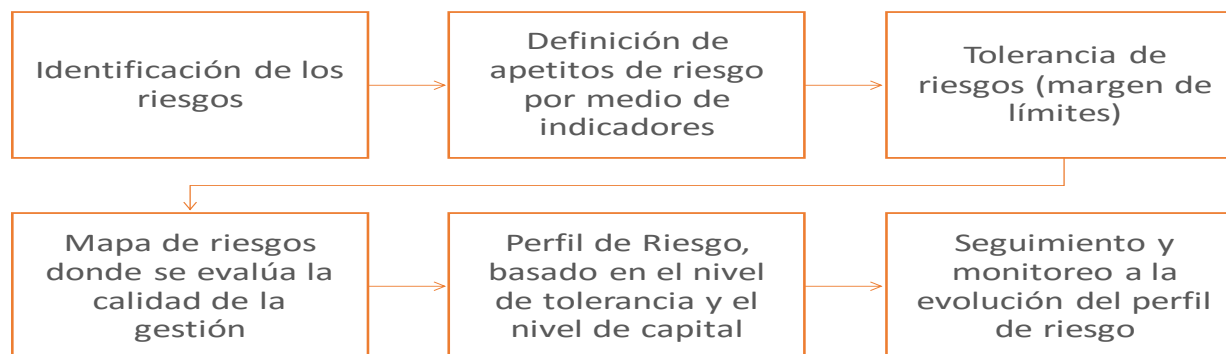 Identificación de los
riesgos
Definición de
apetitos de riesgo
por medio de
indicadores
Tolerancia de
riesgos (margen de
límites)
Mapa de riesgos
donde se evalúa la
calidad de la
gestión
Perfil de Riesgo,
basado en el nivel
de tolerancia y el
nivel de capital
Seguimiento y
monitoreo a la
evolución del perfil
de riesgo